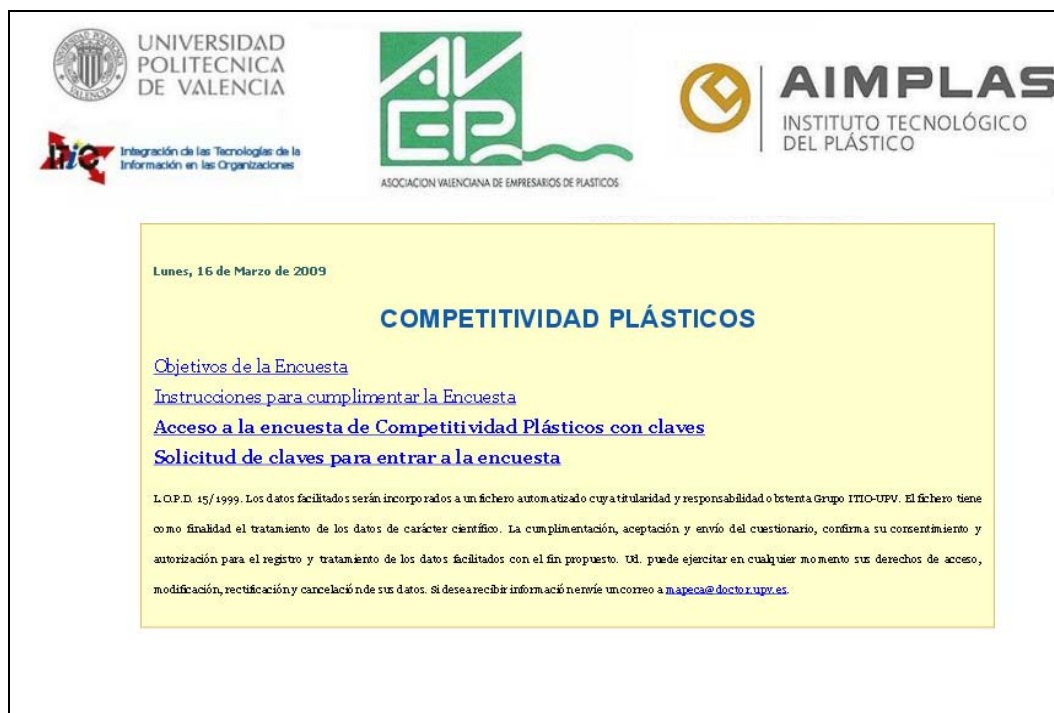 UNIVERSIDAD
POLITECNICA
DE VALENCIA
itio
Integración de las Tecnologías de la
Información en las Organizaciones
AVEP
ASOCIACION VALENCIANA DE EMPRESARIOS DE PLASTICOS
AIMPLAS
INSTITUTO TECNOLÓGICO
DEL PLÁSTICO
Lunes, 16 de Marzo de 2009
COMPETITIVIDAD PLÁSTICOS
Objetivos de la Encuesta
Instrucciones para cumplimentar la Encuesta
Acceso a la encuesta de Competitividad Plásticos con claves
Solicitud de claves para entrar a la encuesta
L.O.P.D. 15/1999. Los datos facilitados serán incorporados a un fichero automatizado cuya titularidad y responsabilidad obstenta Grupo ITIO-UPV. El fichero tiene
como finalidad el tratamiento de los datos de carácter científico. La cumplimentación, aceptación y envío del cuestionario, confirma su consentimiento y
autorización para el registro y tratamiento de los datos facilitados con el fin propuesto. Ud. puede ejercitar en cualquier momento sus derechos de acceso,
modificación, rectificación y cancelación de sus datos. Si desea recibir información envíe un correo a mapeca@doctor.upv.es.